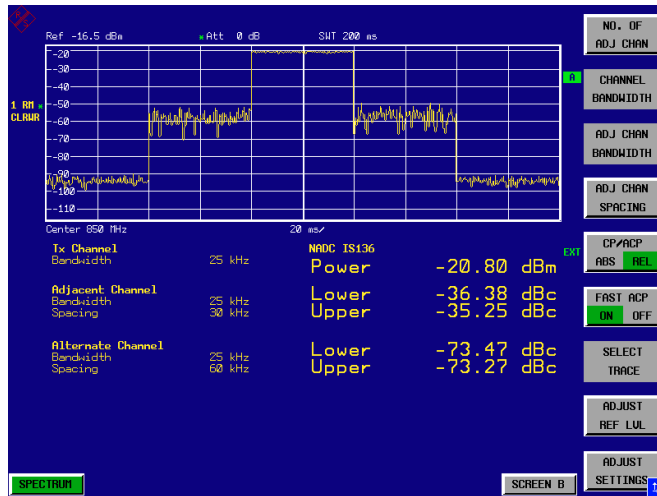 Ref -16.5 dBm * Att 0 dB SWT 200 ms
-20
-30
-40
-50
-60
-70
-80
-90
-100
-110
1 RM *
CLRWR
A
Center 850 MHz 20 ms/
Tx Channel NADC IS136 EXT
Bandwidth 25 kHz Power -20.80 dBm
Adjacent Channel Lower -36.38 dBc
Bandwidth 25 kHz Upper -35.25 dBc
Spacing 30 kHz
Alternate Channel Lower -73.47 dBc
Bandwidth 25 kHz Upper -73.27 dBc
Spacing 60 kHz
SPECTRUM SCREEN B
NO. OF
ADJ CHAN
CHANNEL
BANDWIDTH
ADJ CHAN
BANDWIDTH
ADJ CHAN
SPACING
CP/ACP
ABS REL
FAST ACP
ON OFF
SELECT
TRACE
ADJUST
REF LVL
ADJUST
SETTINGS